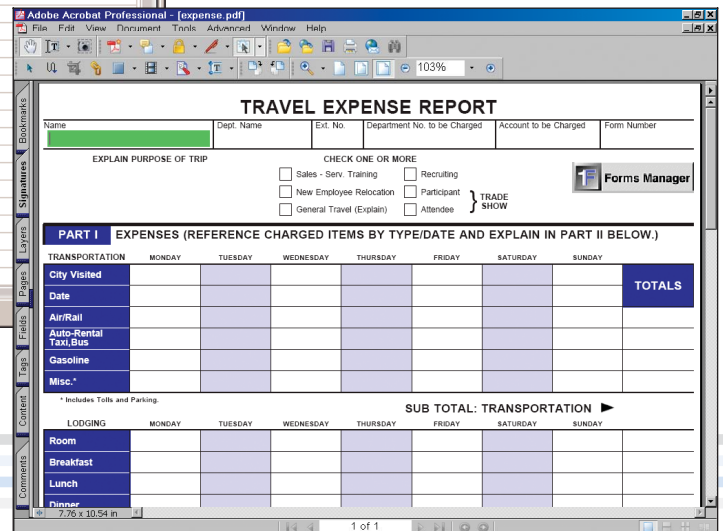 Adobe Acrobat Professional - [expense.pdf]
File Edit View Document Tools Advanced Window Help
103%
Bookmarks
Signatures
Layers
Pages
Fields
Tags
Content
Comments
TRAVEL EXPENSE REPORT
Name Dept. Name Ext. No. Department No. to be Charged Account to be Charged Form Number
EXPLAIN PURPOSE OF TRIP CHECK ONE OR MORE
Sales - Serv. Training Recruiting
New Employee Relocation Participant
General Travel (Explain) Attendee
} TRADE SHOW
Forms Manager
PART I EXPENSES (REFERENCE CHARGED ITEMS BY TYPE/DATE AND EXPLAIN IN PART II BELOW.)
TRANSPORTATION MONDAY TUESDAY WEDNESDAY THURSDAY FRIDAY SATURDAY SUNDAY
City Visited
TOTALS
Date
Air/Rail
Auto-Rental
Taxi,Bus
Gasoline
Misc.*
* Includes Tolls and Parking.
SUB TOTAL: TRANSPORTATION
LODGING MONDAY TUESDAY WEDNESDAY THURSDAY FRIDAY SATURDAY SUNDAY
Room
Breakfast
Lunch
Dinner
7.76 x 10.54 in
1 of 1